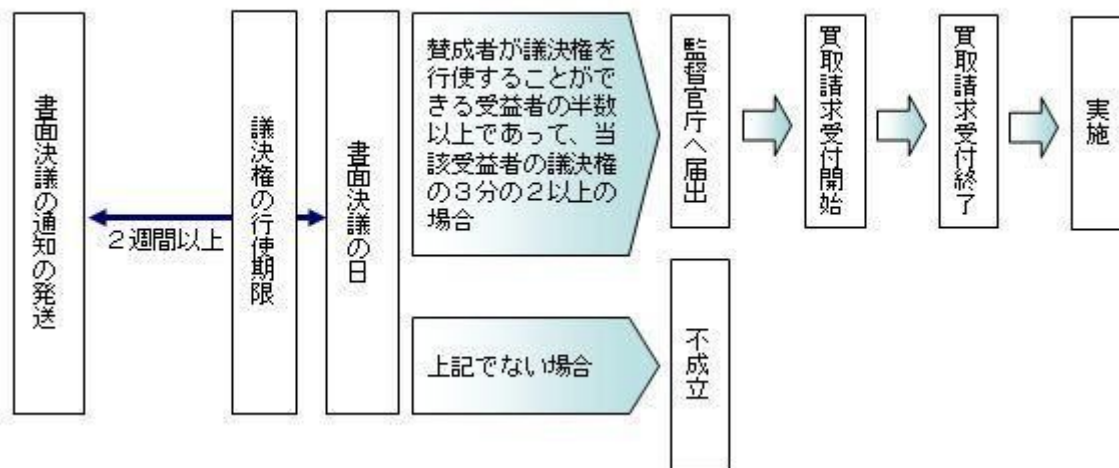 書面決議の通知の発送
２週間以上
議決権の行使期限
書面決議の日
賛成者が議決権を
行使することがで
きる受益者の半数
以上であって、当
該受益者の議決権
の３分の２以上の
場合
監督官庁へ届出
買取請求受付開始
買取請求受付終了
実施
上記でない場合
不成立